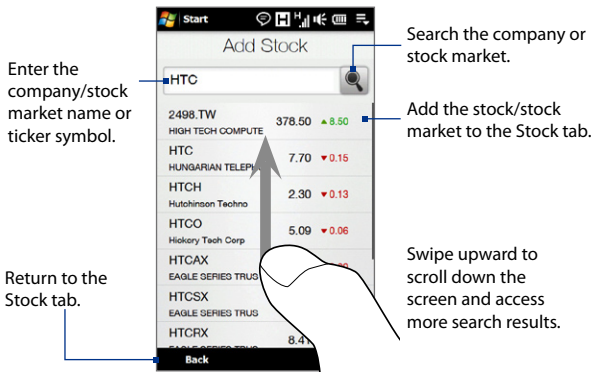 Start
Add Stock
HTC
2498.TW
HIGH TECH COMPUTE
378.50 ▲ 8.50
HTC
HUNGARIAN TELEPH
7.70 ▼ 0.15
HTCH
Hutchinson Techno
2.30 ▼ 0.13
HTCO
Hickory Tech Corp
5.09 ▼ 0.06
HTCAX
EAGLE SERIES TRUS
HTCSX
EAGLE SERIES TRUS
HTCRX
8.41
Back
Enter the
company/stock
market name or
ticker symbol.
Return to the
Stock tab.
Search the company or
stock market.
Add the stock/stock
market to the Stock tab.
Swipe upward to
scroll down the
screen and access
more search results.